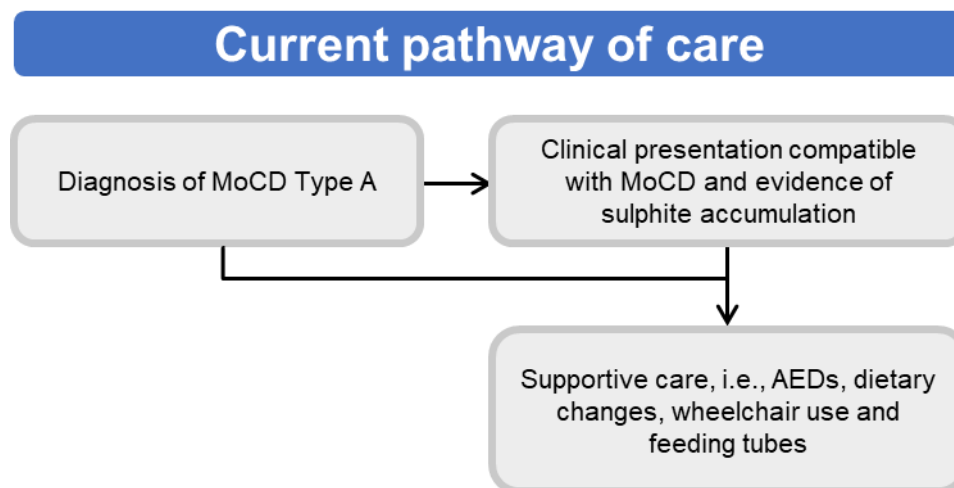 Current pathway of care
Diagnosis of MoCD Type A
Clinical presentation compatible
with MoCD and evidence of
sulphite accumulation
Supportive care, i.e., AEDs, dietary
changes, wheelchair use and
feeding tubes